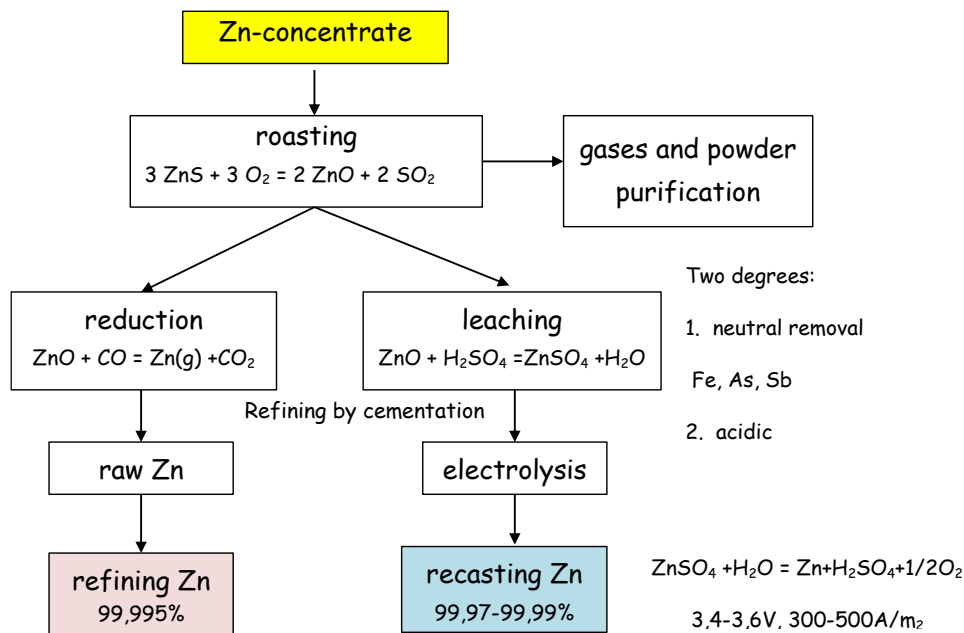 Zn-concentrate
roasting
3 ZnS + 3 O₂ = 2 ZnO + 2 SO₂
gases and powder
purification
Two degrees:
reduction
ZnO + CO = Zn(g) +CO₂
leaching
ZnO + H₂SO₄ =ZnSO₄ +H₂O
1. neutral removal
Fe, As, Sb
2. acidic
Refining by cementation
raw Zn
electrolysis
refining Zn
99,995%
recasting Zn
99,97-99,99%
ZnSO₄ +H₂O = Zn+H₂SO₄+1/2O₂
3,4-3,6V, 300-500A/m₂